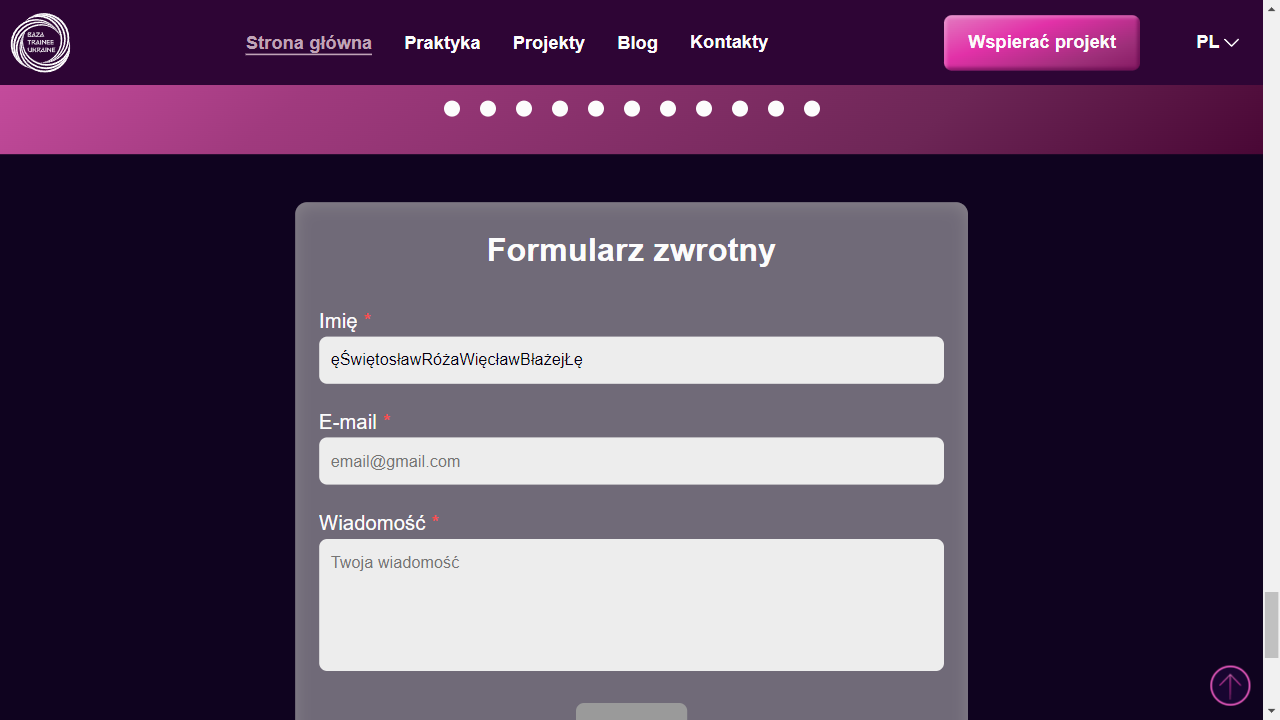 BAZA
TRAINEE
UKRAINE
Strona główna Praktyka Projekty Blog Kontakty Wspierać projekt PL
Formularz zwrotny
Imię *
ęŚwiętosławRóżaWięcławBłażejŁę
E-mail *
email@gmail.com
Wiadomość *
Twoja wiadomość